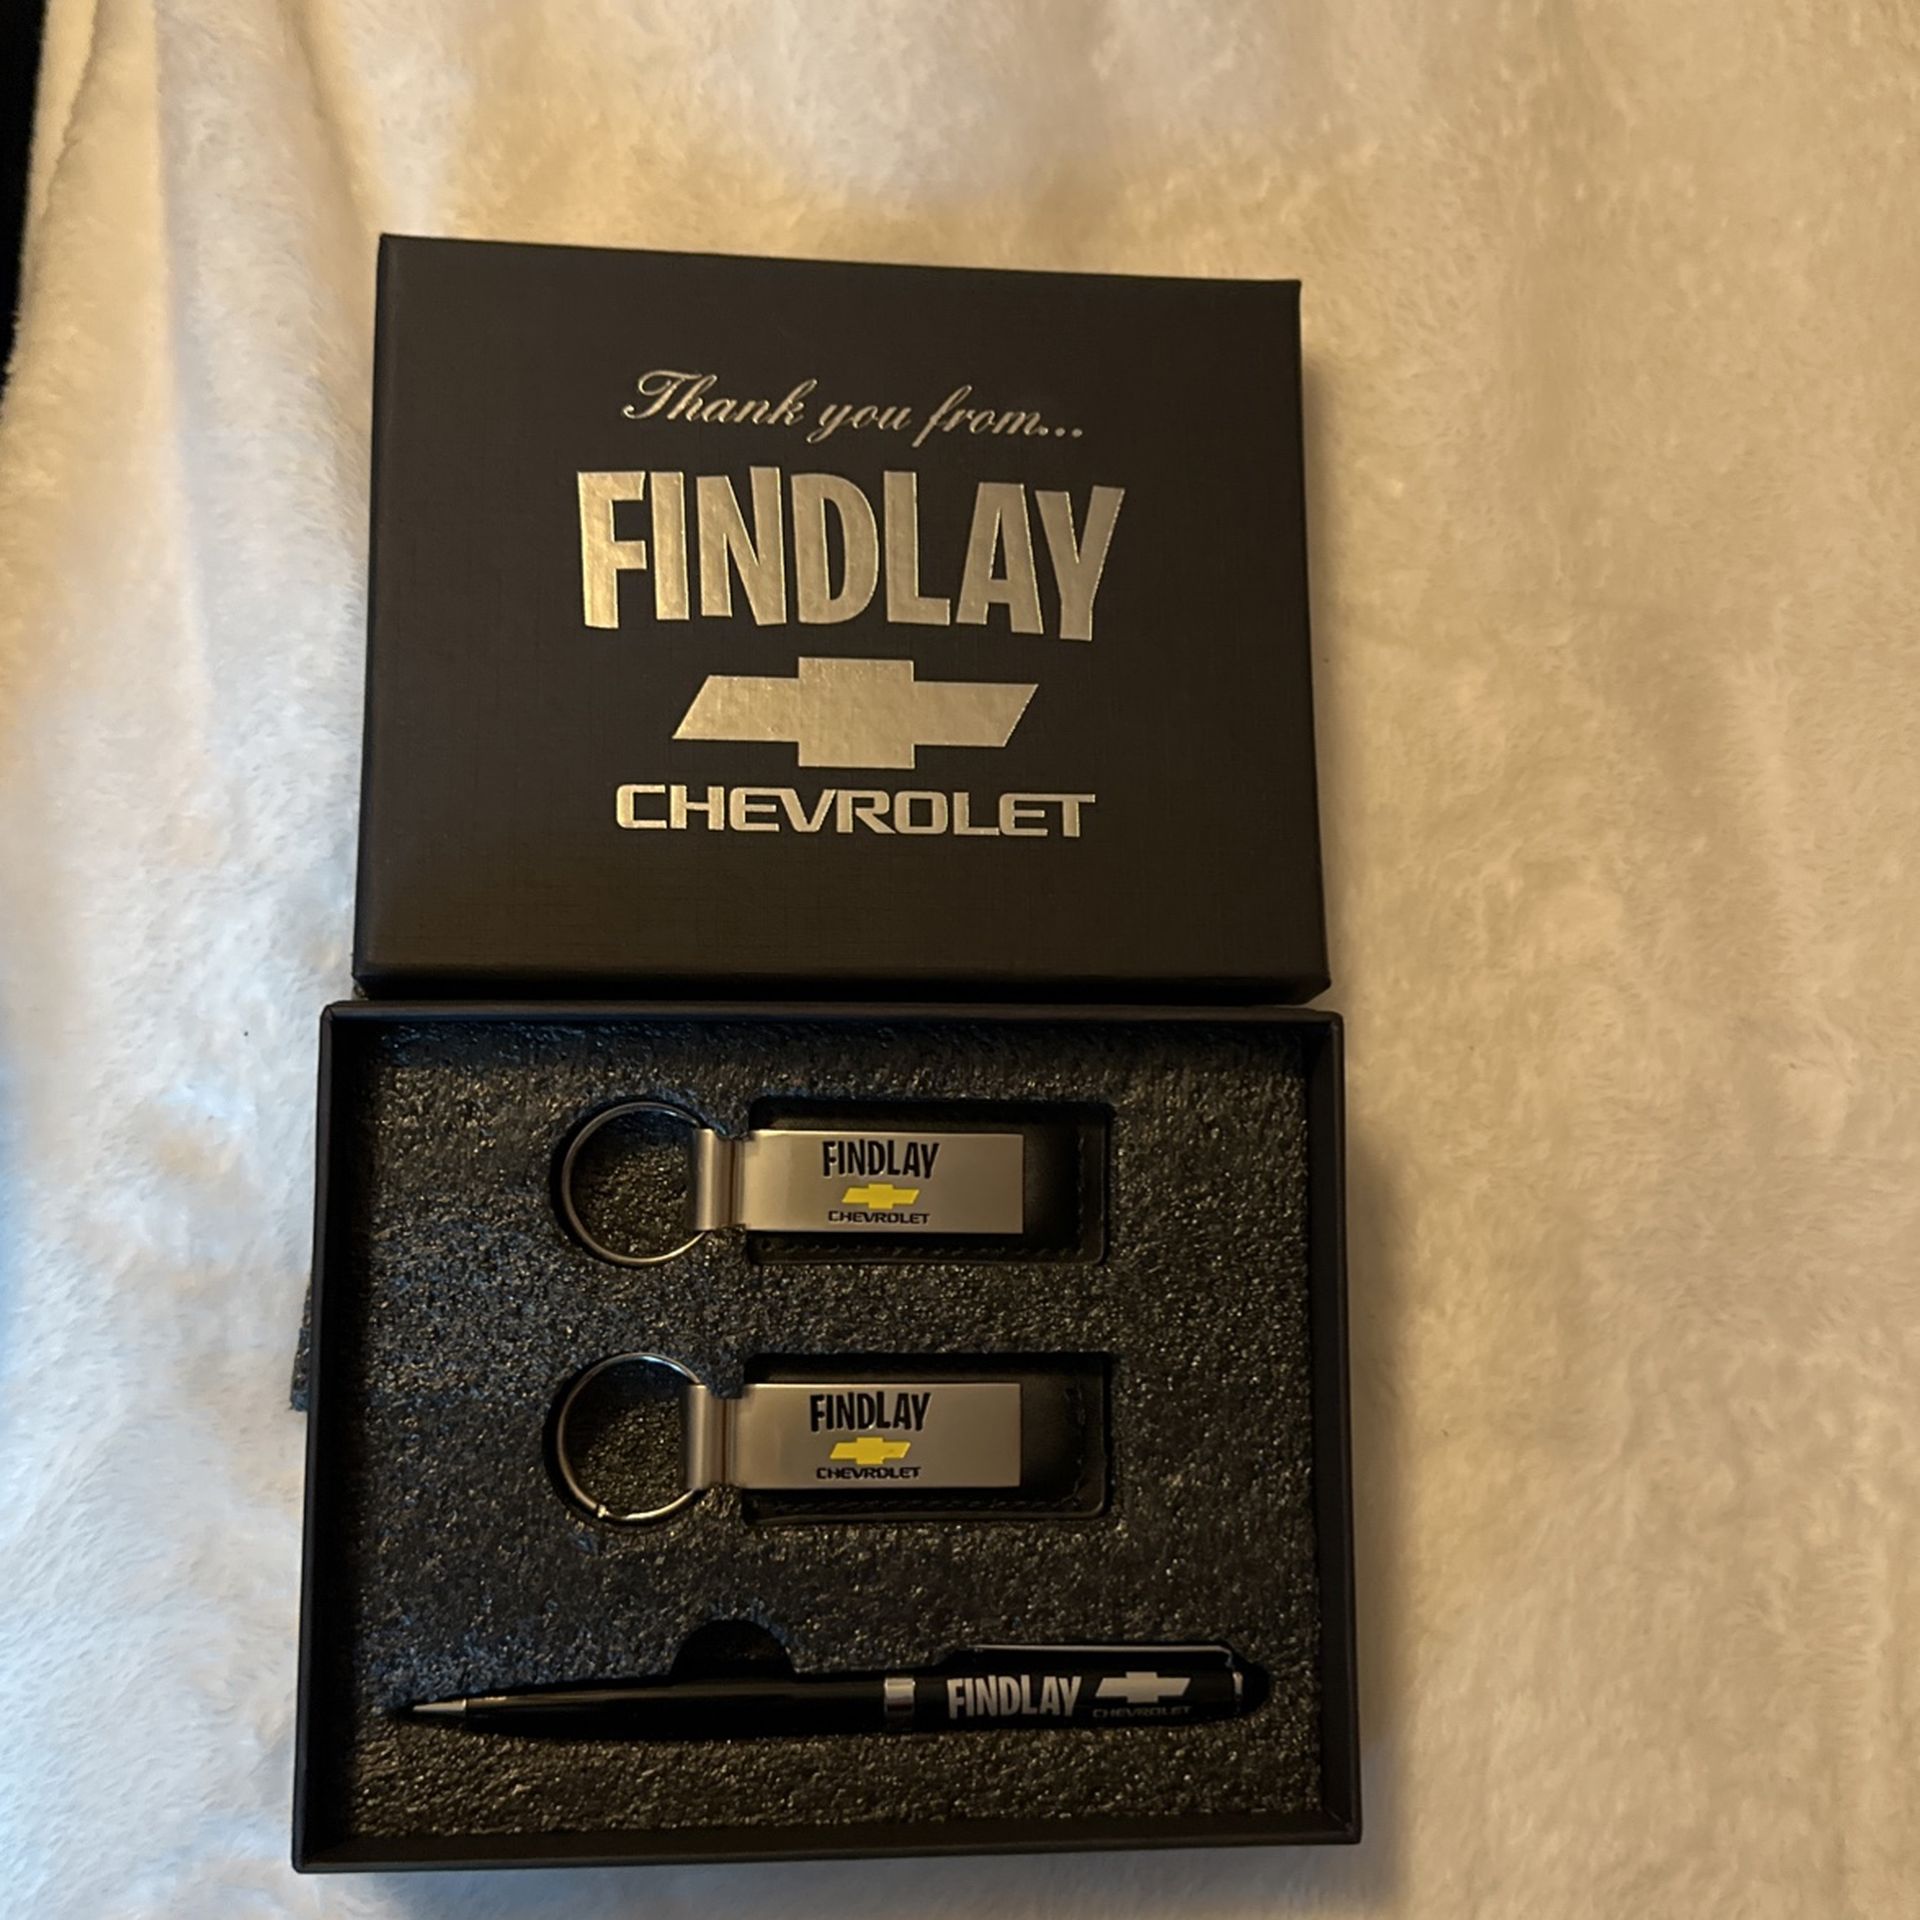 Thank you from...
FINDLAY
CHEVROLET
FINDLAY
CHEVROLET
FINDLAY
CHEVROLET
FINDLAY
CHEVROLET